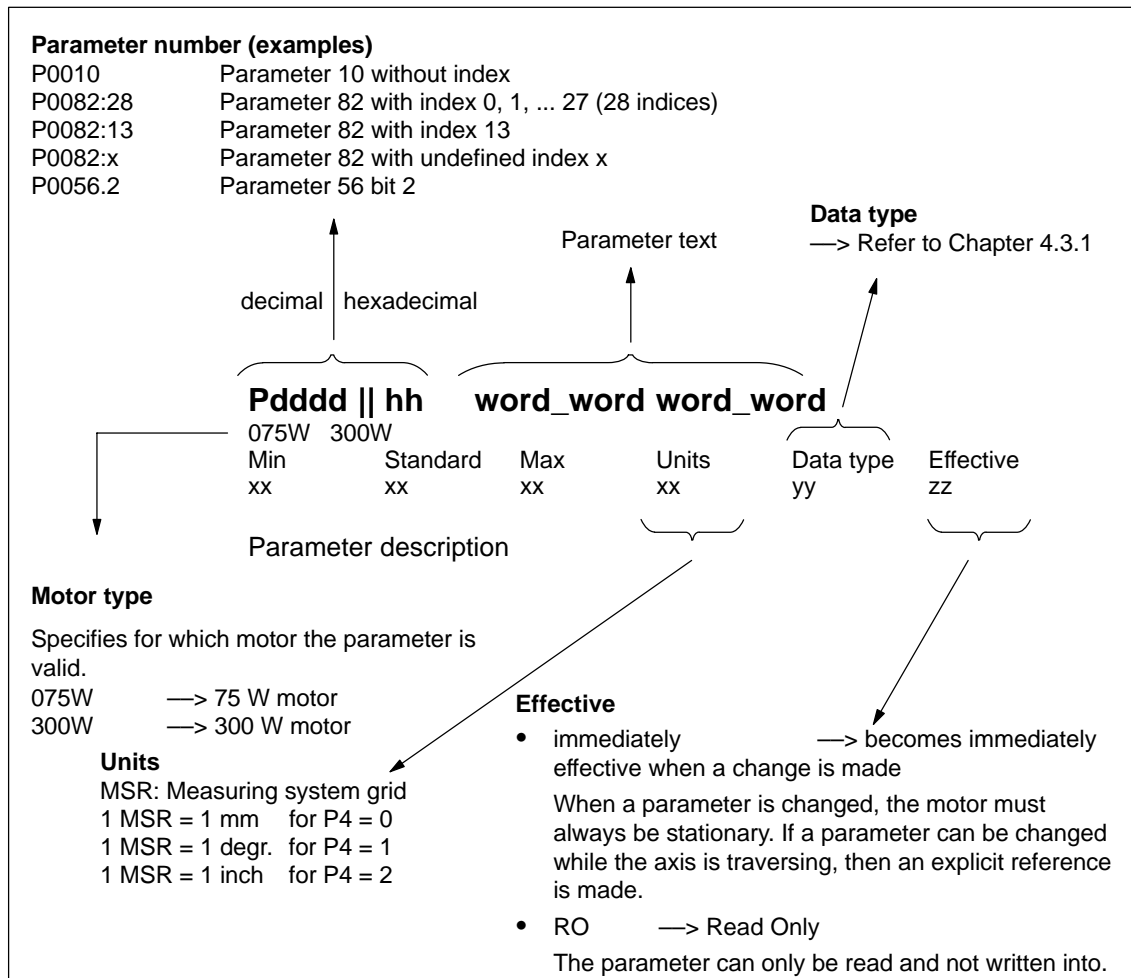 Parameter number (examples)
P0010 Parameter 10 without index
P0082:28 Parameter 82 with index 0, 1, ... 27 (28 indices)
P0082:13 Parameter 82 with index 13
P0082:x Parameter 82 with undefined index x
P0056.2 Parameter 56 bit 2
Data type
—> Refer to Chapter 4.3.1
Parameter text
decimal hexadecimal
Pdddd || hh word_word word_word
075W 300W
Min Standard Max Units Data type Effective
xx xx xx xx yy zz
Parameter description
Motor type
Specifies for which motor the parameter is
valid.
075W —> 75 W motor
300W —> 300 W motor
Units
MSR: Measuring system grid
1 MSR = 1 mm for P4 = 0
1 MSR = 1 degr. for P4 = 1
1 MSR = 1 inch for P4 = 2
Effective
• immediately —> becomes immediately
effective when a change is made
When a parameter is changed, the motor must
always be stationary. If a parameter can be changed
while the axis is traversing, then an explicit reference
is made.
• RO —> Read Only
The parameter can only be read and not written into.